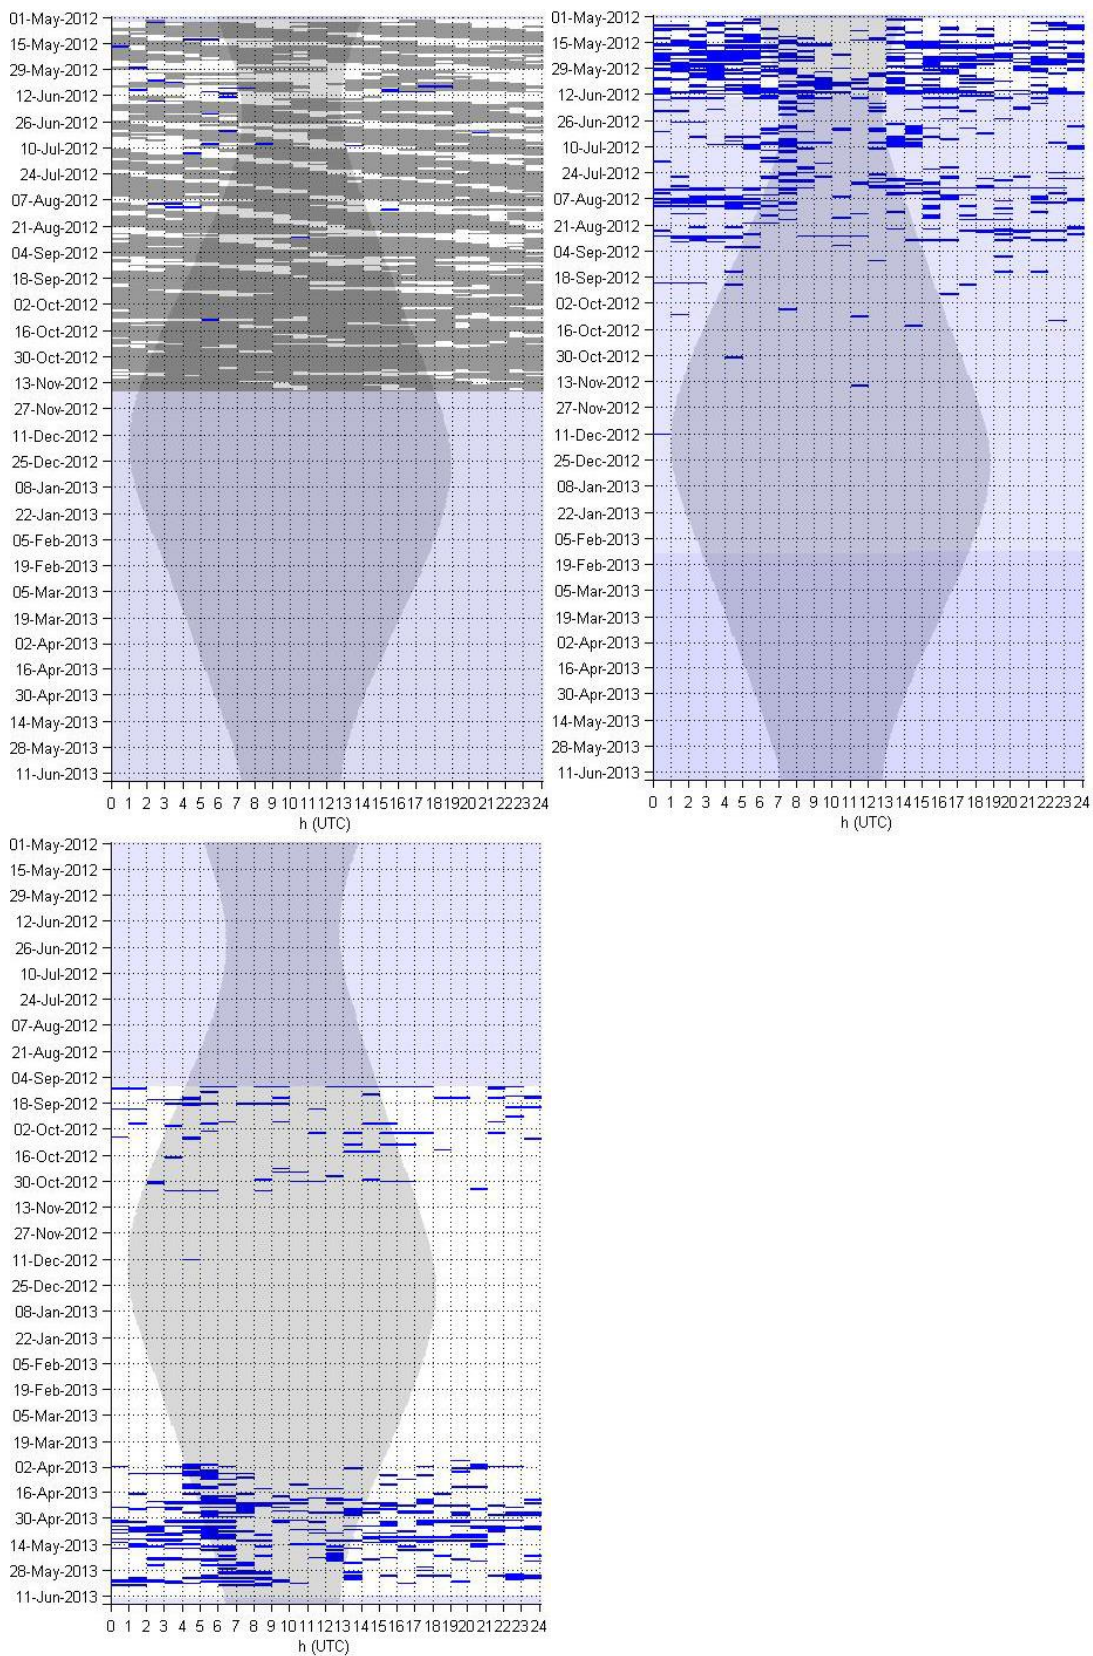 01-May-2012
15-May-2012
29-May-2012
12-Jun-2012
26-Jun-2012
10-Jul-2012
24-Jul-2012
07-Aug-2012
21-Aug-2012
04-Sep-2012
18-Sep-2012
02-Oct-2012
16-Oct-2012
30-Oct-2012
13-Nov-2012
27-Nov-2012
11-Dec-2012
25-Dec-2012
08-Jan-2013
22-Jan-2013
05-Feb-2013
19-Feb-2013
05-Mar-2013
19-Mar-2013
02-Apr-2013
16-Apr-2013
30-Apr-2013
14-May-2013
28-May-2013
11-Jun-2013
0 1 2 3 4 5 6 7 8 9 10 11 12 13 14 15 16 17 18 19 20 21 22 23 24
h (UTC)
01-May-2012
15-May-2012
29-May-2012
12-Jun-2012
26-Jun-2012
10-Jul-2012
24-Jul-2012
07-Aug-2012
21-Aug-2012
04-Sep-2012
18-Sep-2012
02-Oct-2012
16-Oct-2012
30-Oct-2012
13-Nov-2012
27-Nov-2012
11-Dec-2012
25-Dec-2012
08-Jan-2013
22-Jan-2013
05-Feb-2013
19-Feb-2013
05-Mar-2013
19-Mar-2013
02-Apr-2013
16-Apr-2013
30-Apr-2013
14-May-2013
28-May-2013
11-Jun-2013
0 1 2 3 4 5 6 7 8 9 10 11 12 13 14 15 16 17 18 19 20 21 22 23 24
h (UTC)
01-May-2012
15-May-2012
29-May-2012
12-Jun-2012
26-Jun-2012
10-Jul-2012
24-Jul-2012
07-Aug-2012
21-Aug-2012
04-Sep-2012
18-Sep-2012
02-Oct-2012
16-Oct-2012
30-Oct-2012
13-Nov-2012
27-Nov-2012
11-Dec-2012
25-Dec-2012
08-Jan-2013
22-Jan-2013
05-Feb-2013
19-Feb-2013
05-Mar-2013
19-Mar-2013
02-Apr-2013
16-Apr-2013
30-Apr-2013
14-May-2013
28-May-2013
11-Jun-2013
0 1 2 3 4 5 6 7 8 9 10 11 12 13 14 15 16 17 18 19 20 21 22 23 24
h (UTC)